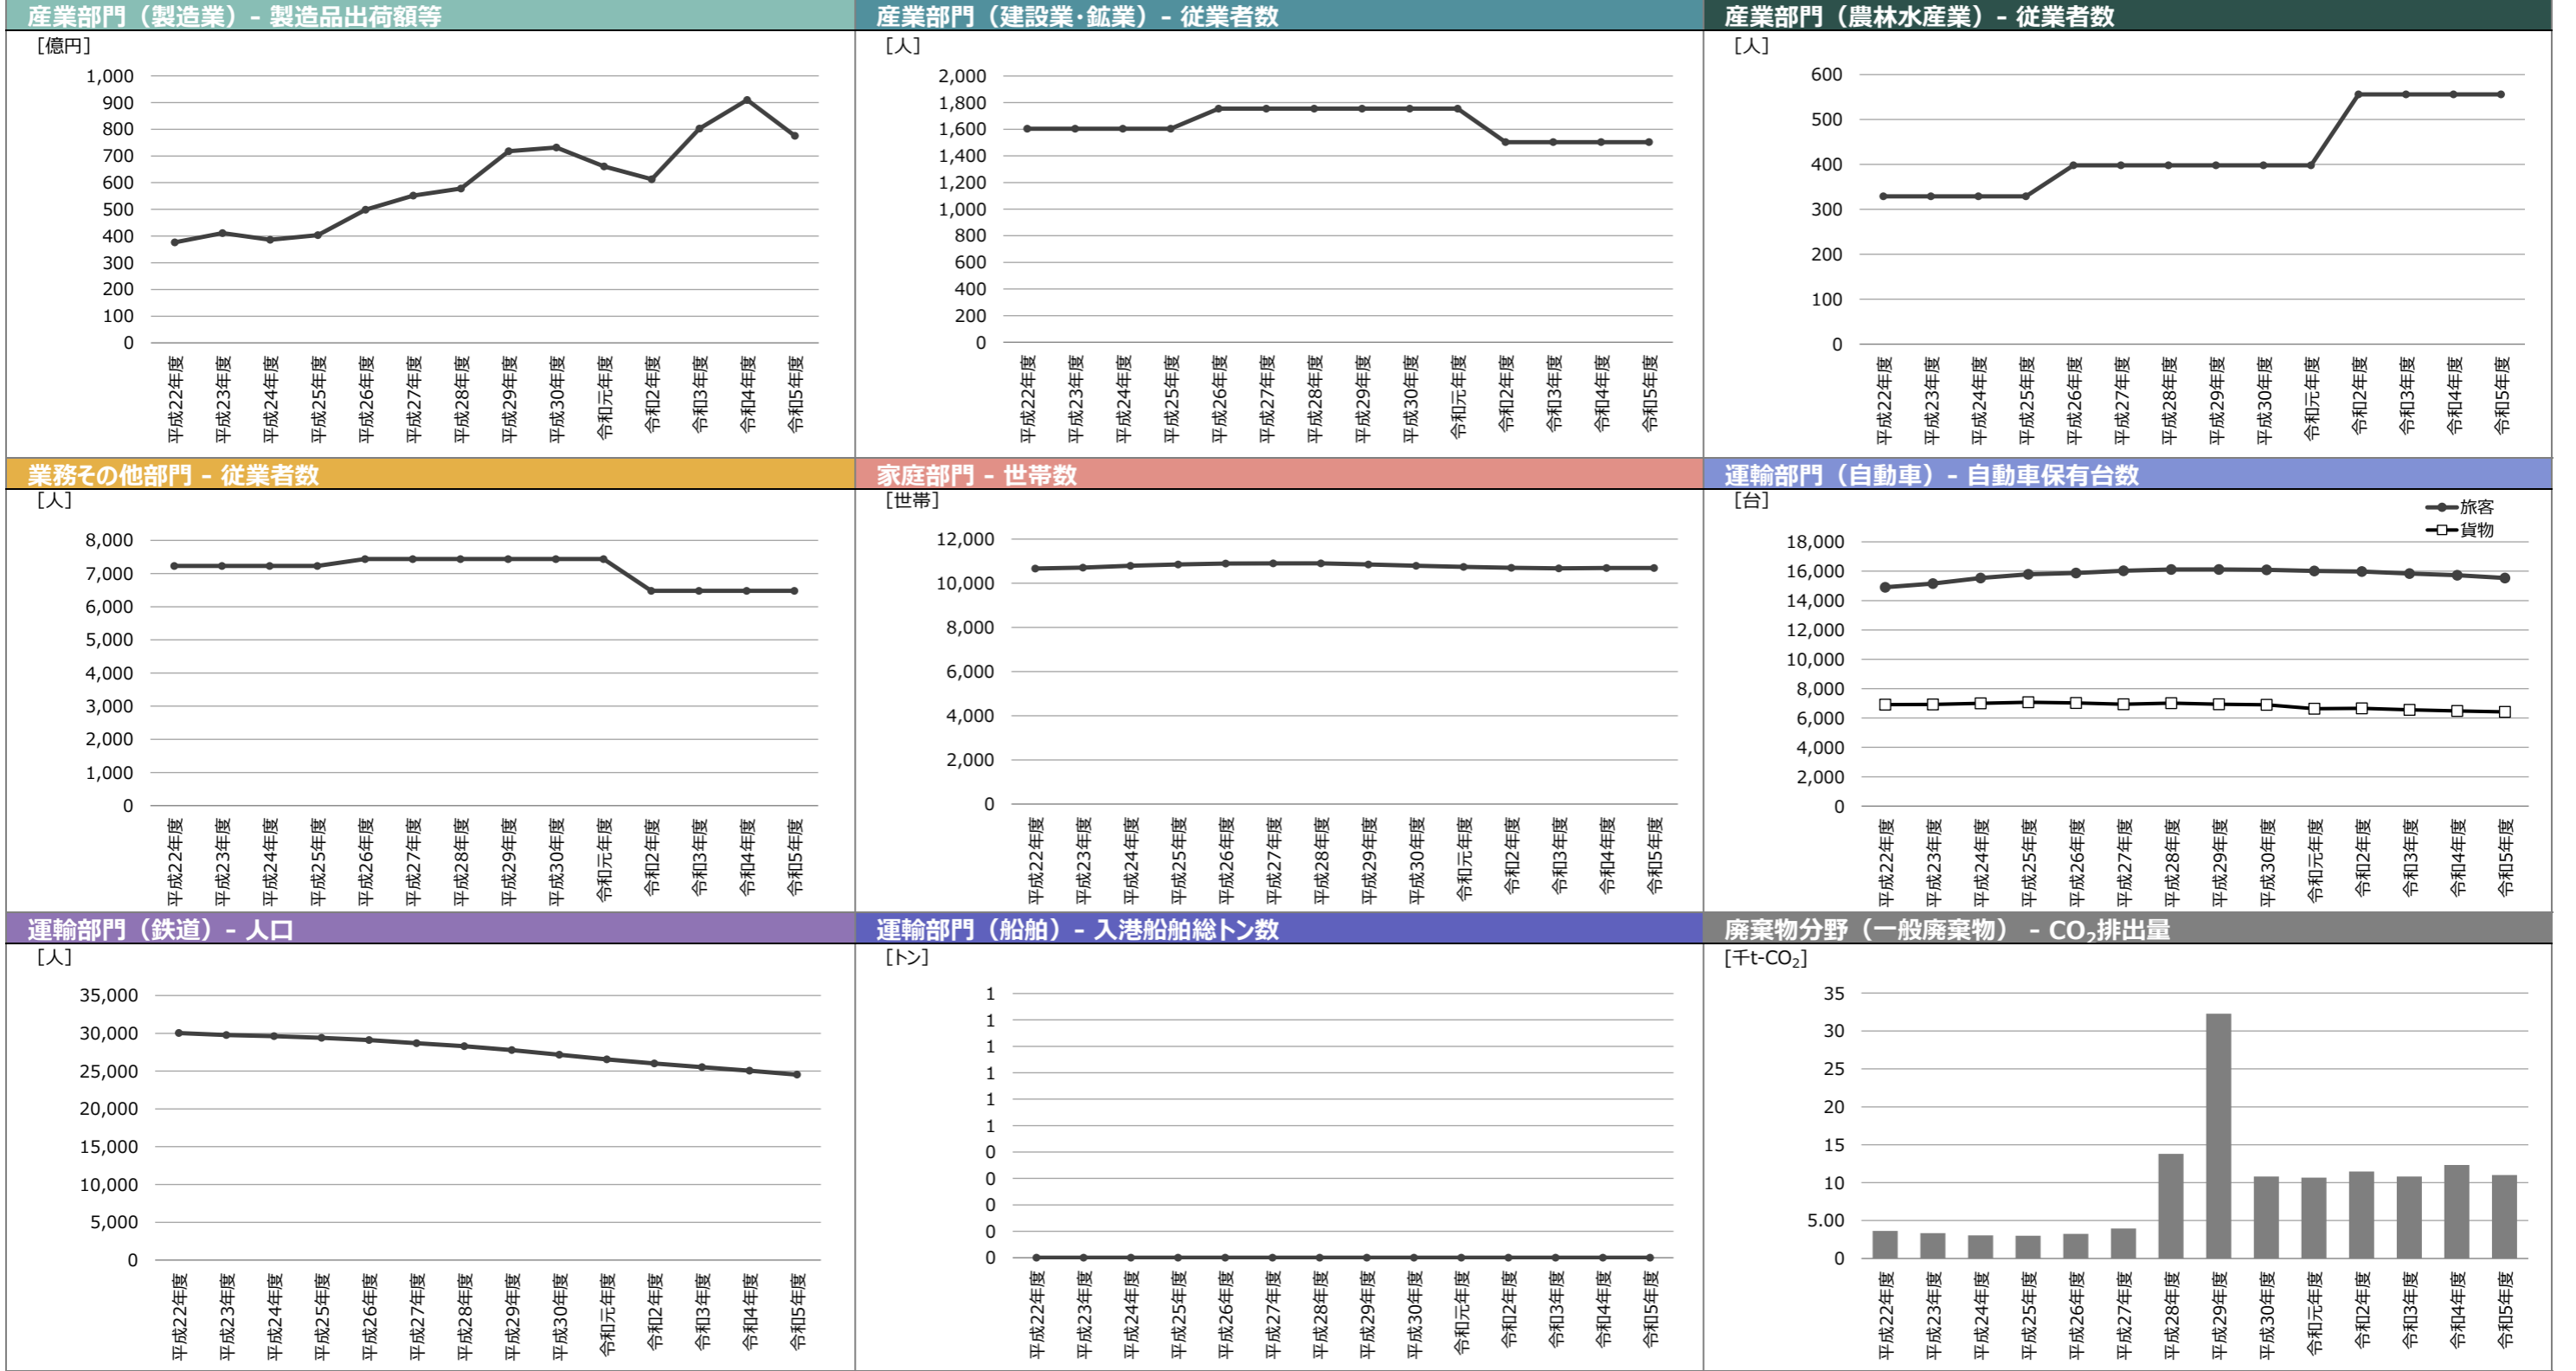 産業部門（製造業）- 製造品出荷額等
[億円]
1,000
900
800
700
600
500
400
300
200
100
0
平成22年度
平成23年度
平成24年度
平成25年度
平成26年度
平成27年度
平成28年度
平成29年度
平成30年度
令和元年度
令和2年度
令和3年度
令和4年度
令和5年度
産業部門（建設業･鉱業）- 従業者数
[人]
2,000
1,800
1,600
1,400
1,200
1,000
800
600
400
200
0
平成22年度
平成23年度
平成24年度
平成25年度
平成26年度
平成27年度
平成28年度
平成29年度
平成30年度
令和元年度
令和2年度
令和3年度
令和4年度
令和5年度
産業部門（農林水産業）- 従業者数
[人]
600
500
400
300
200
100
0
平成22年度
平成23年度
平成24年度
平成25年度
平成26年度
平成27年度
平成28年度
平成29年度
平成30年度
令和元年度
令和2年度
令和3年度
令和4年度
令和5年度
業務その他部門 - 従業者数
[人]
8,000
7,000
6,000
5,000
4,000
3,000
2,000
1,000
0
平成22年度
平成23年度
平成24年度
平成25年度
平成26年度
平成27年度
平成28年度
平成29年度
平成30年度
令和元年度
令和2年度
令和3年度
令和4年度
令和5年度
家庭部門 - 世帯数
[世帯]
12,000
10,000
8,000
6,000
4,000
2,000
0
平成22年度
平成23年度
平成24年度
平成25年度
平成26年度
平成27年度
平成28年度
平成29年度
平成30年度
令和元年度
令和2年度
令和3年度
令和4年度
令和5年度
運輸部門（自動車）- 自動車保有台数
[台]
旅客
貨物
18,000
16,000
14,000
12,000
10,000
8,000
6,000
4,000
2,000
0
平成22年度
平成23年度
平成24年度
平成25年度
平成26年度
平成27年度
平成28年度
平成29年度
平成30年度
令和元年度
令和2年度
令和3年度
令和4年度
令和5年度
運輸部門（鉄道）- 人口
[人]
35,000
30,000
25,000
20,000
15,000
10,000
5,000
0
平成22年度
平成23年度
平成24年度
平成25年度
平成26年度
平成27年度
平成28年度
平成29年度
平成30年度
令和元年度
令和2年度
令和3年度
令和4年度
令和5年度
運輸部門（船舶）- 入港船舶総トン数
[トン]
1
1
1
1
1
1
0
0
0
0
0
平成22年度
平成23年度
平成24年度
平成25年度
平成26年度
平成27年度
平成28年度
平成29年度
平成30年度
令和元年度
令和2年度
令和3年度
令和4年度
令和5年度
廃棄物分野（一般廃棄物） - CO₂排出量
[千t-CO₂]
35
30
25
20
15
10
5.00
0
平成22年度
平成23年度
平成24年度
平成25年度
平成26年度
平成27年度
平成28年度
平成29年度
平成30年度
令和元年度
令和2年度
令和3年度
令和4年度
令和5年度